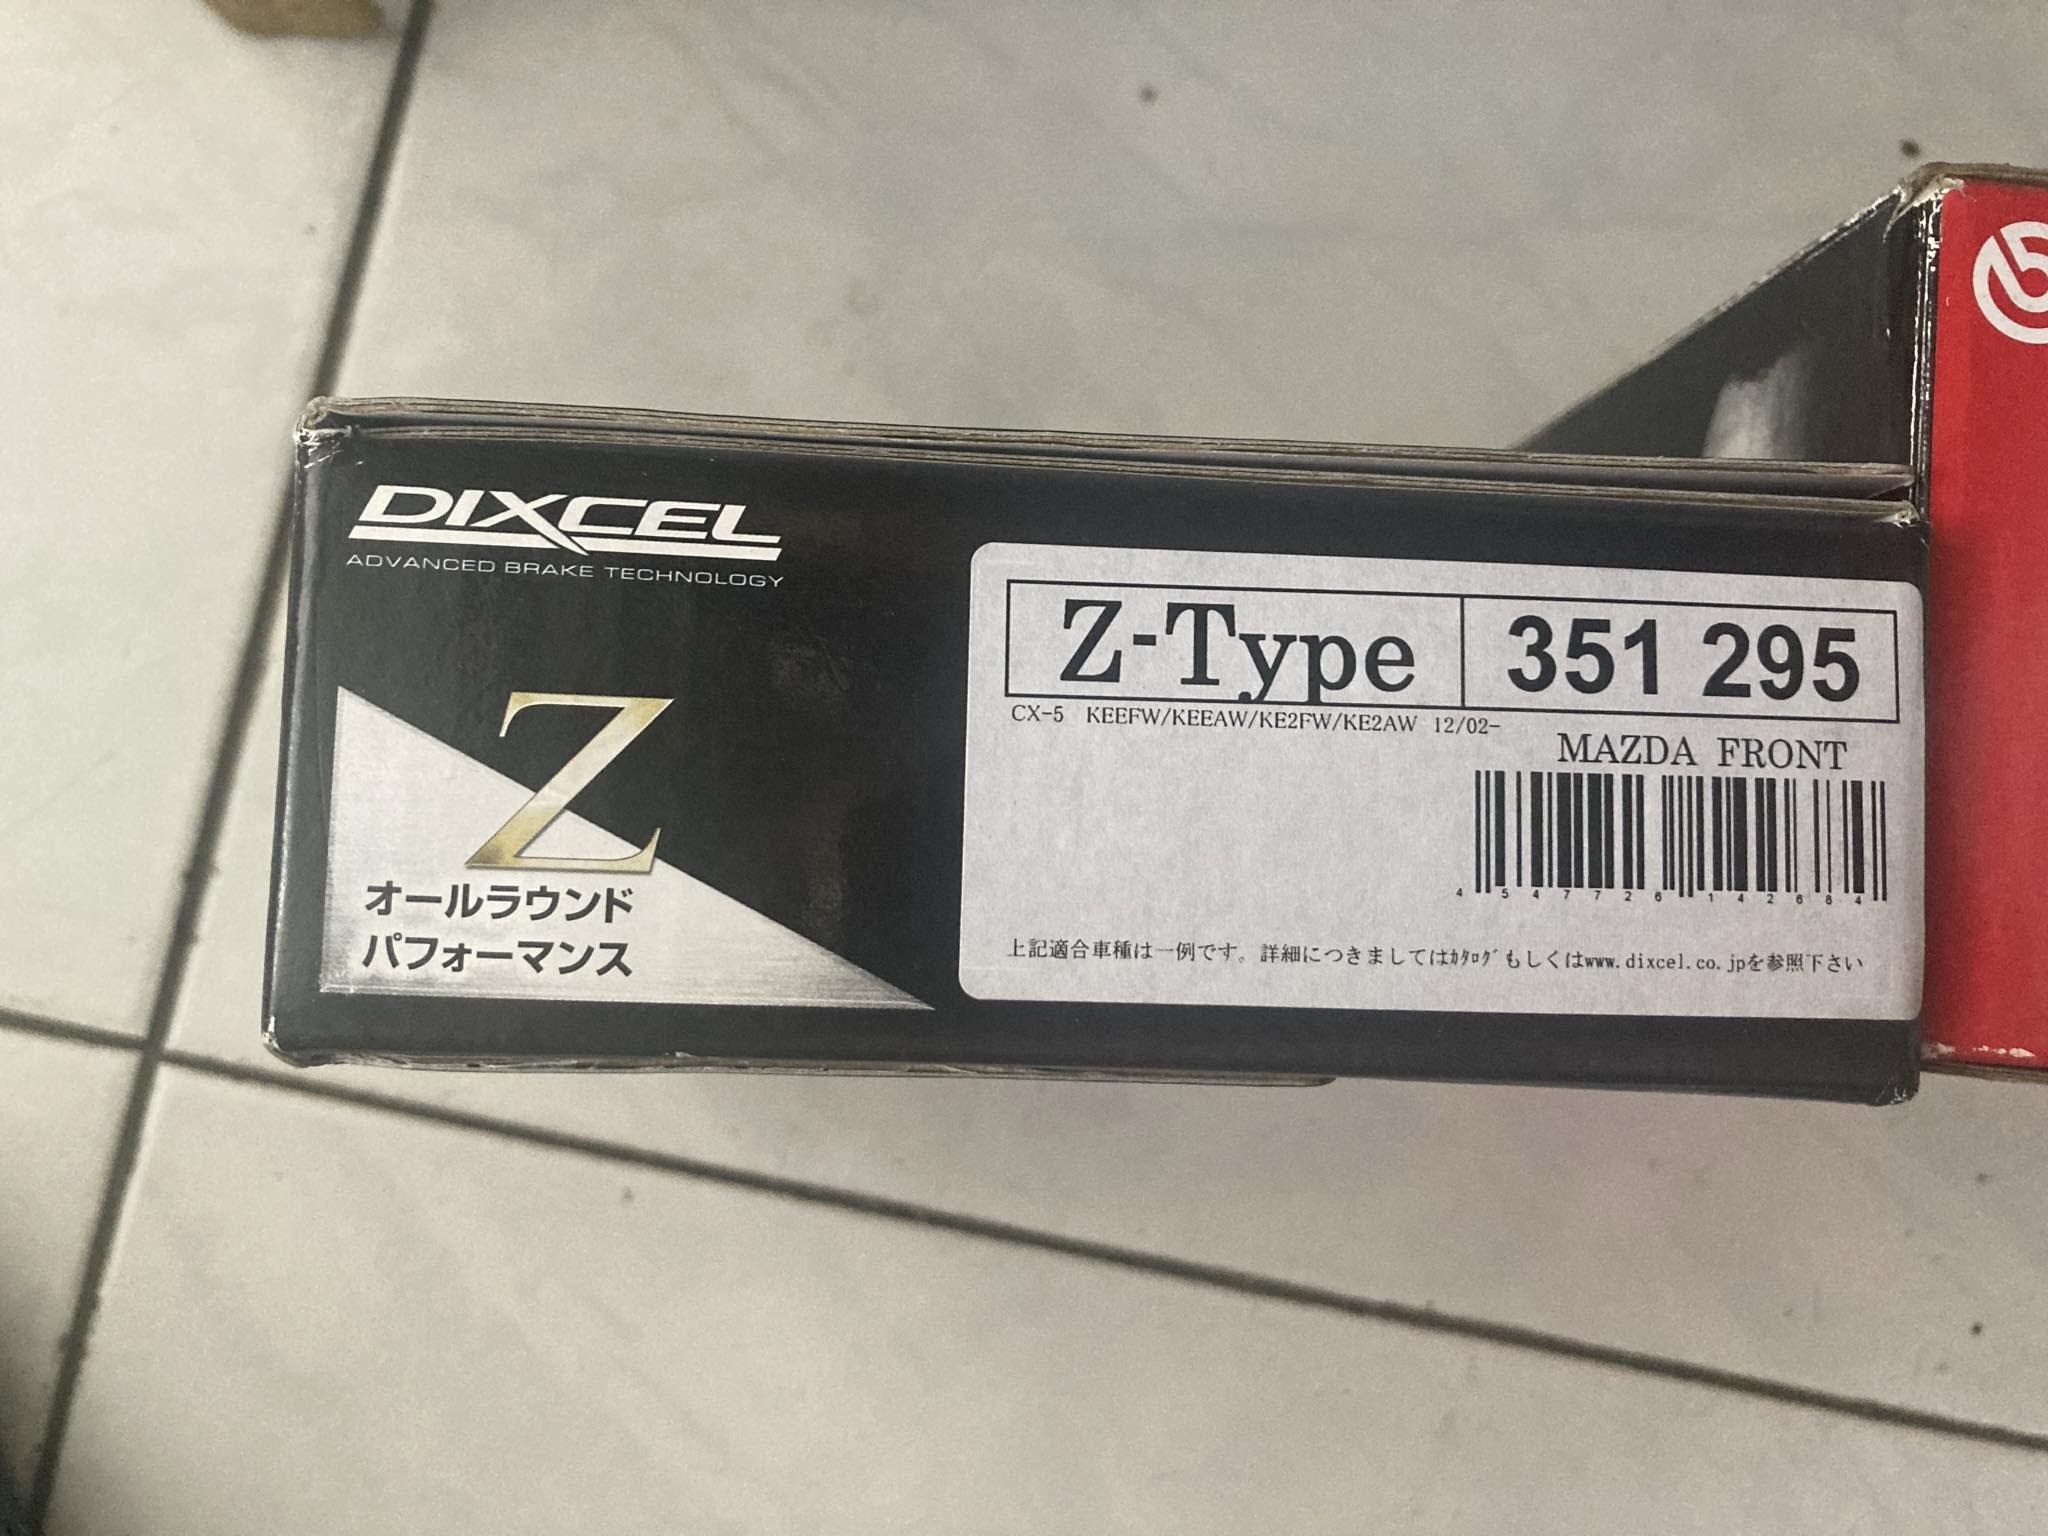 DIXCEL
ADVANCED BRAKE TECHNOLOGY
Z
オールラウンド
パフォーマンス
Z-Type 351 295
CX-5 KEEFW/KEEAW/KE2FW/KE2AW 12/02-
MAZDA FRONT
4 547726 142684
上記適合車種は一例です。詳細につきましてはｶﾀﾛｸﾞもしくはwww.dixcel.co.jpを参照下さい